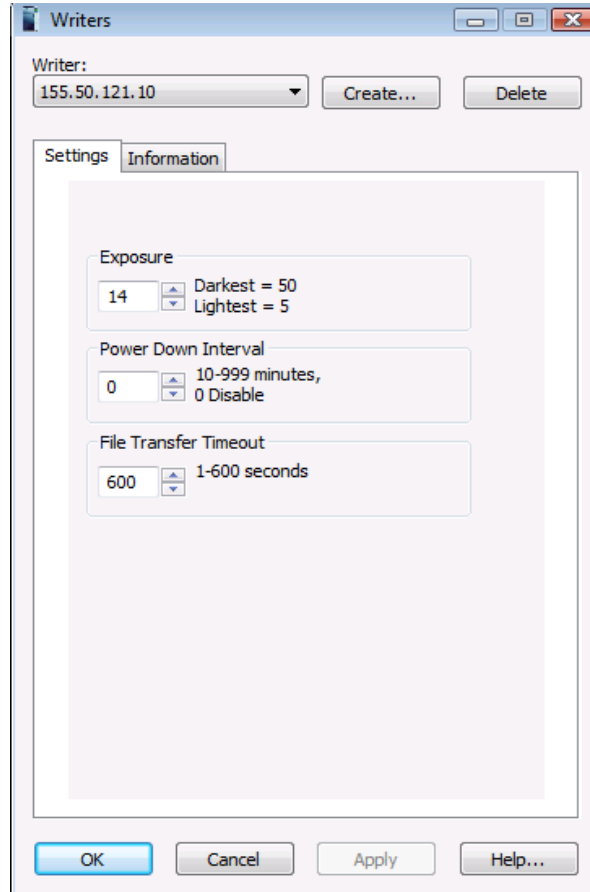 Writers
Writer:
155.50.121.10
Create...
Delete
Settings
Information
Exposure
14
Darkest = 50
Lightest = 5
Power Down Interval
0
10-999 minutes,
0 Disable
File Transfer Timeout
600
1-600 seconds
OK
Cancel
Apply
Help...